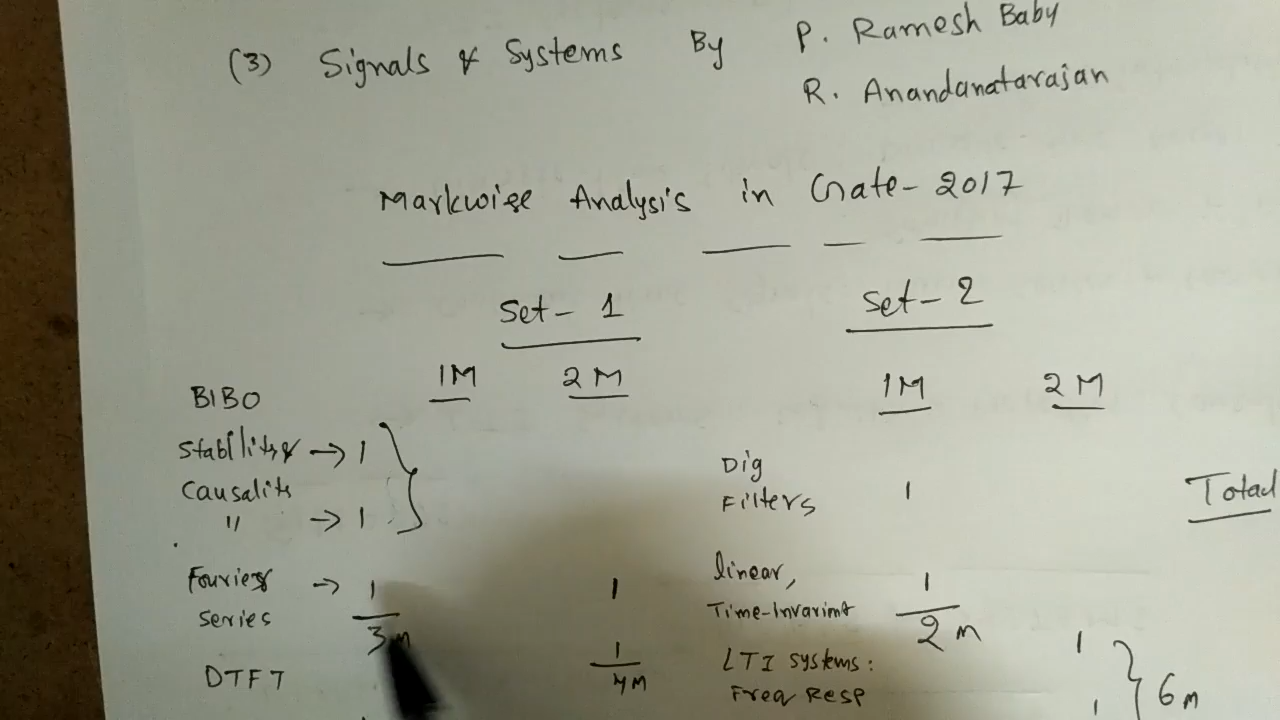 (3) Signals & Systems By P. Ramesh Baby
R. Anandanatarajan
Markwise Analysis in Gate-2017
Set-1 Set-2
1M 2M 1M 2M
BIBO
Stability & → 1
Causality
" → 1
Dig
Filters 1
Total
Fourier → 1 1
Series
3m
DTFT 1
4M
linear,
Time-Invariant 1
2m
LTI systems: 1
Freq Resp 1
6m